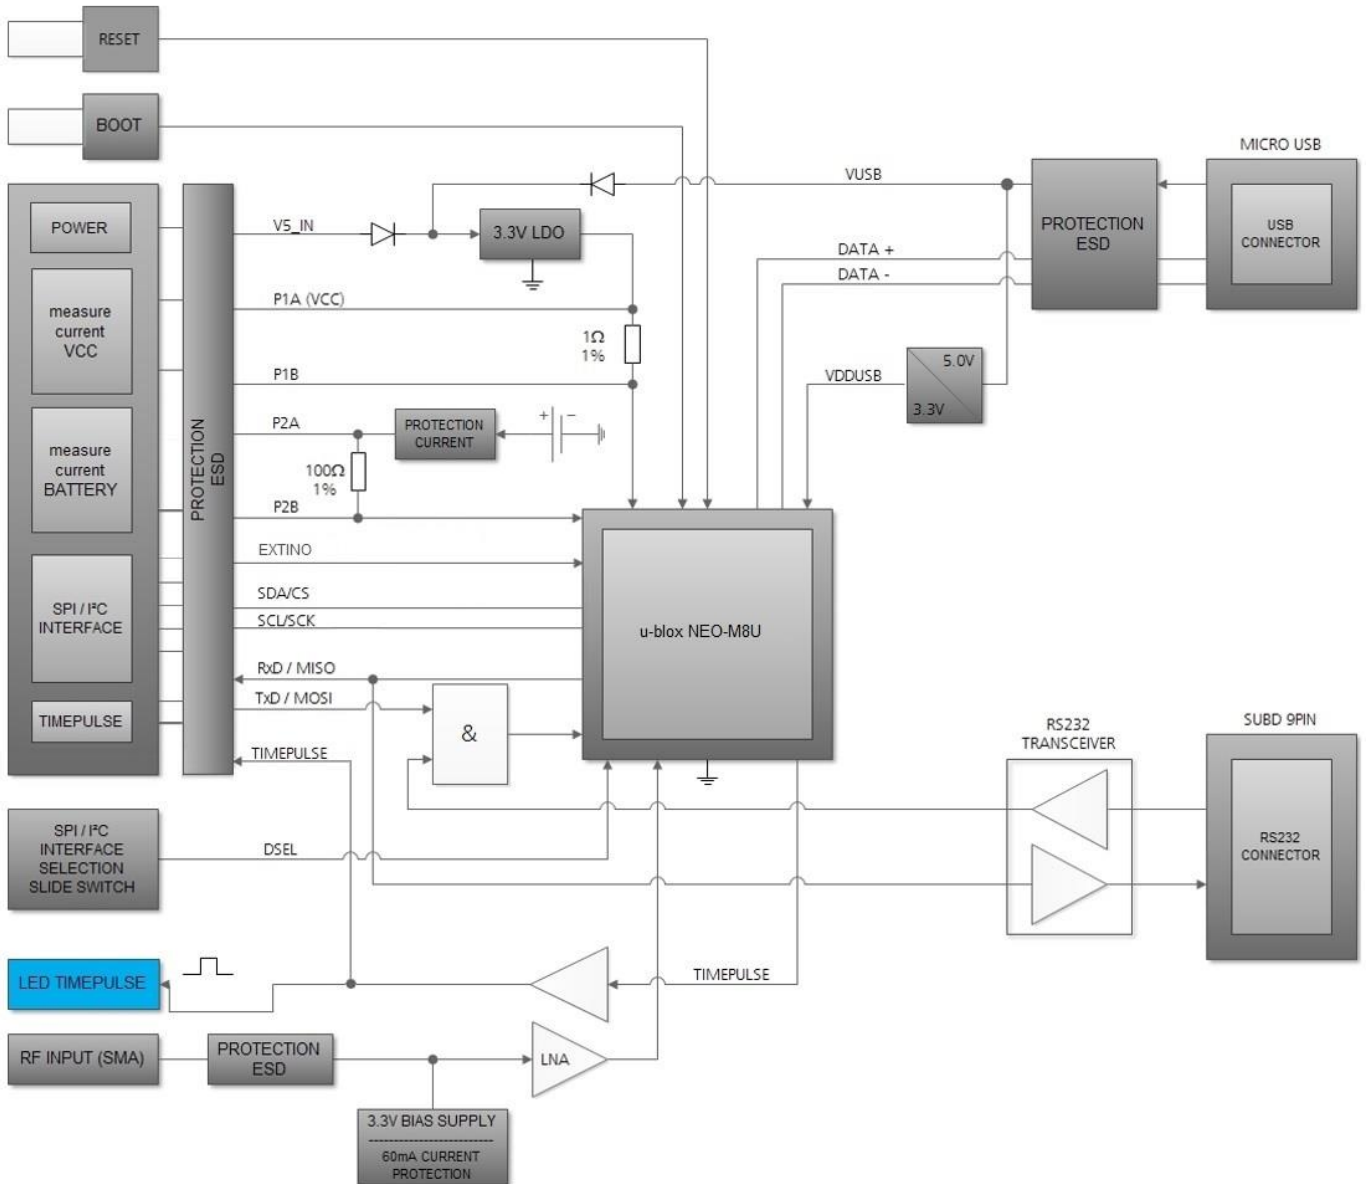 RESET
BOOT
MICRO USB
VUSB
POWER
V5_IN
3.3V LDO
PROTECTION
ESD
USB
CONNECTOR
DATA +
DATA -
measure
current
VCC
P1A (VCC)
1Ω
1%
P1B
VDDUSB
5.0V
3.3V
measure
current
BATTERY
PROTECTION
ESD
P2A
PROTECTION
CURRENT
+ −
100Ω
1%
P2B
EXTINO
SPI / I²C
INTERFACE
SDA/CS
SCL/SCK
u-blox NEO-M8U
RxD / MISO
TxD / MOSI
TIMEPULSE
&
TIMEPULSE
RS232
TRANSCEIVER
SUBD 9PIN
SPI / I²C
INTERFACE
SELECTION
SLIDE SWITCH
DSEL
RS232
CONNECTOR
LED TIMEPULSE
TIMEPULSE
RF INPUT (SMA)
PROTECTION
ESD
LNA
3.3V BIAS SUPPLY
60mA CURRENT
PROTECTION